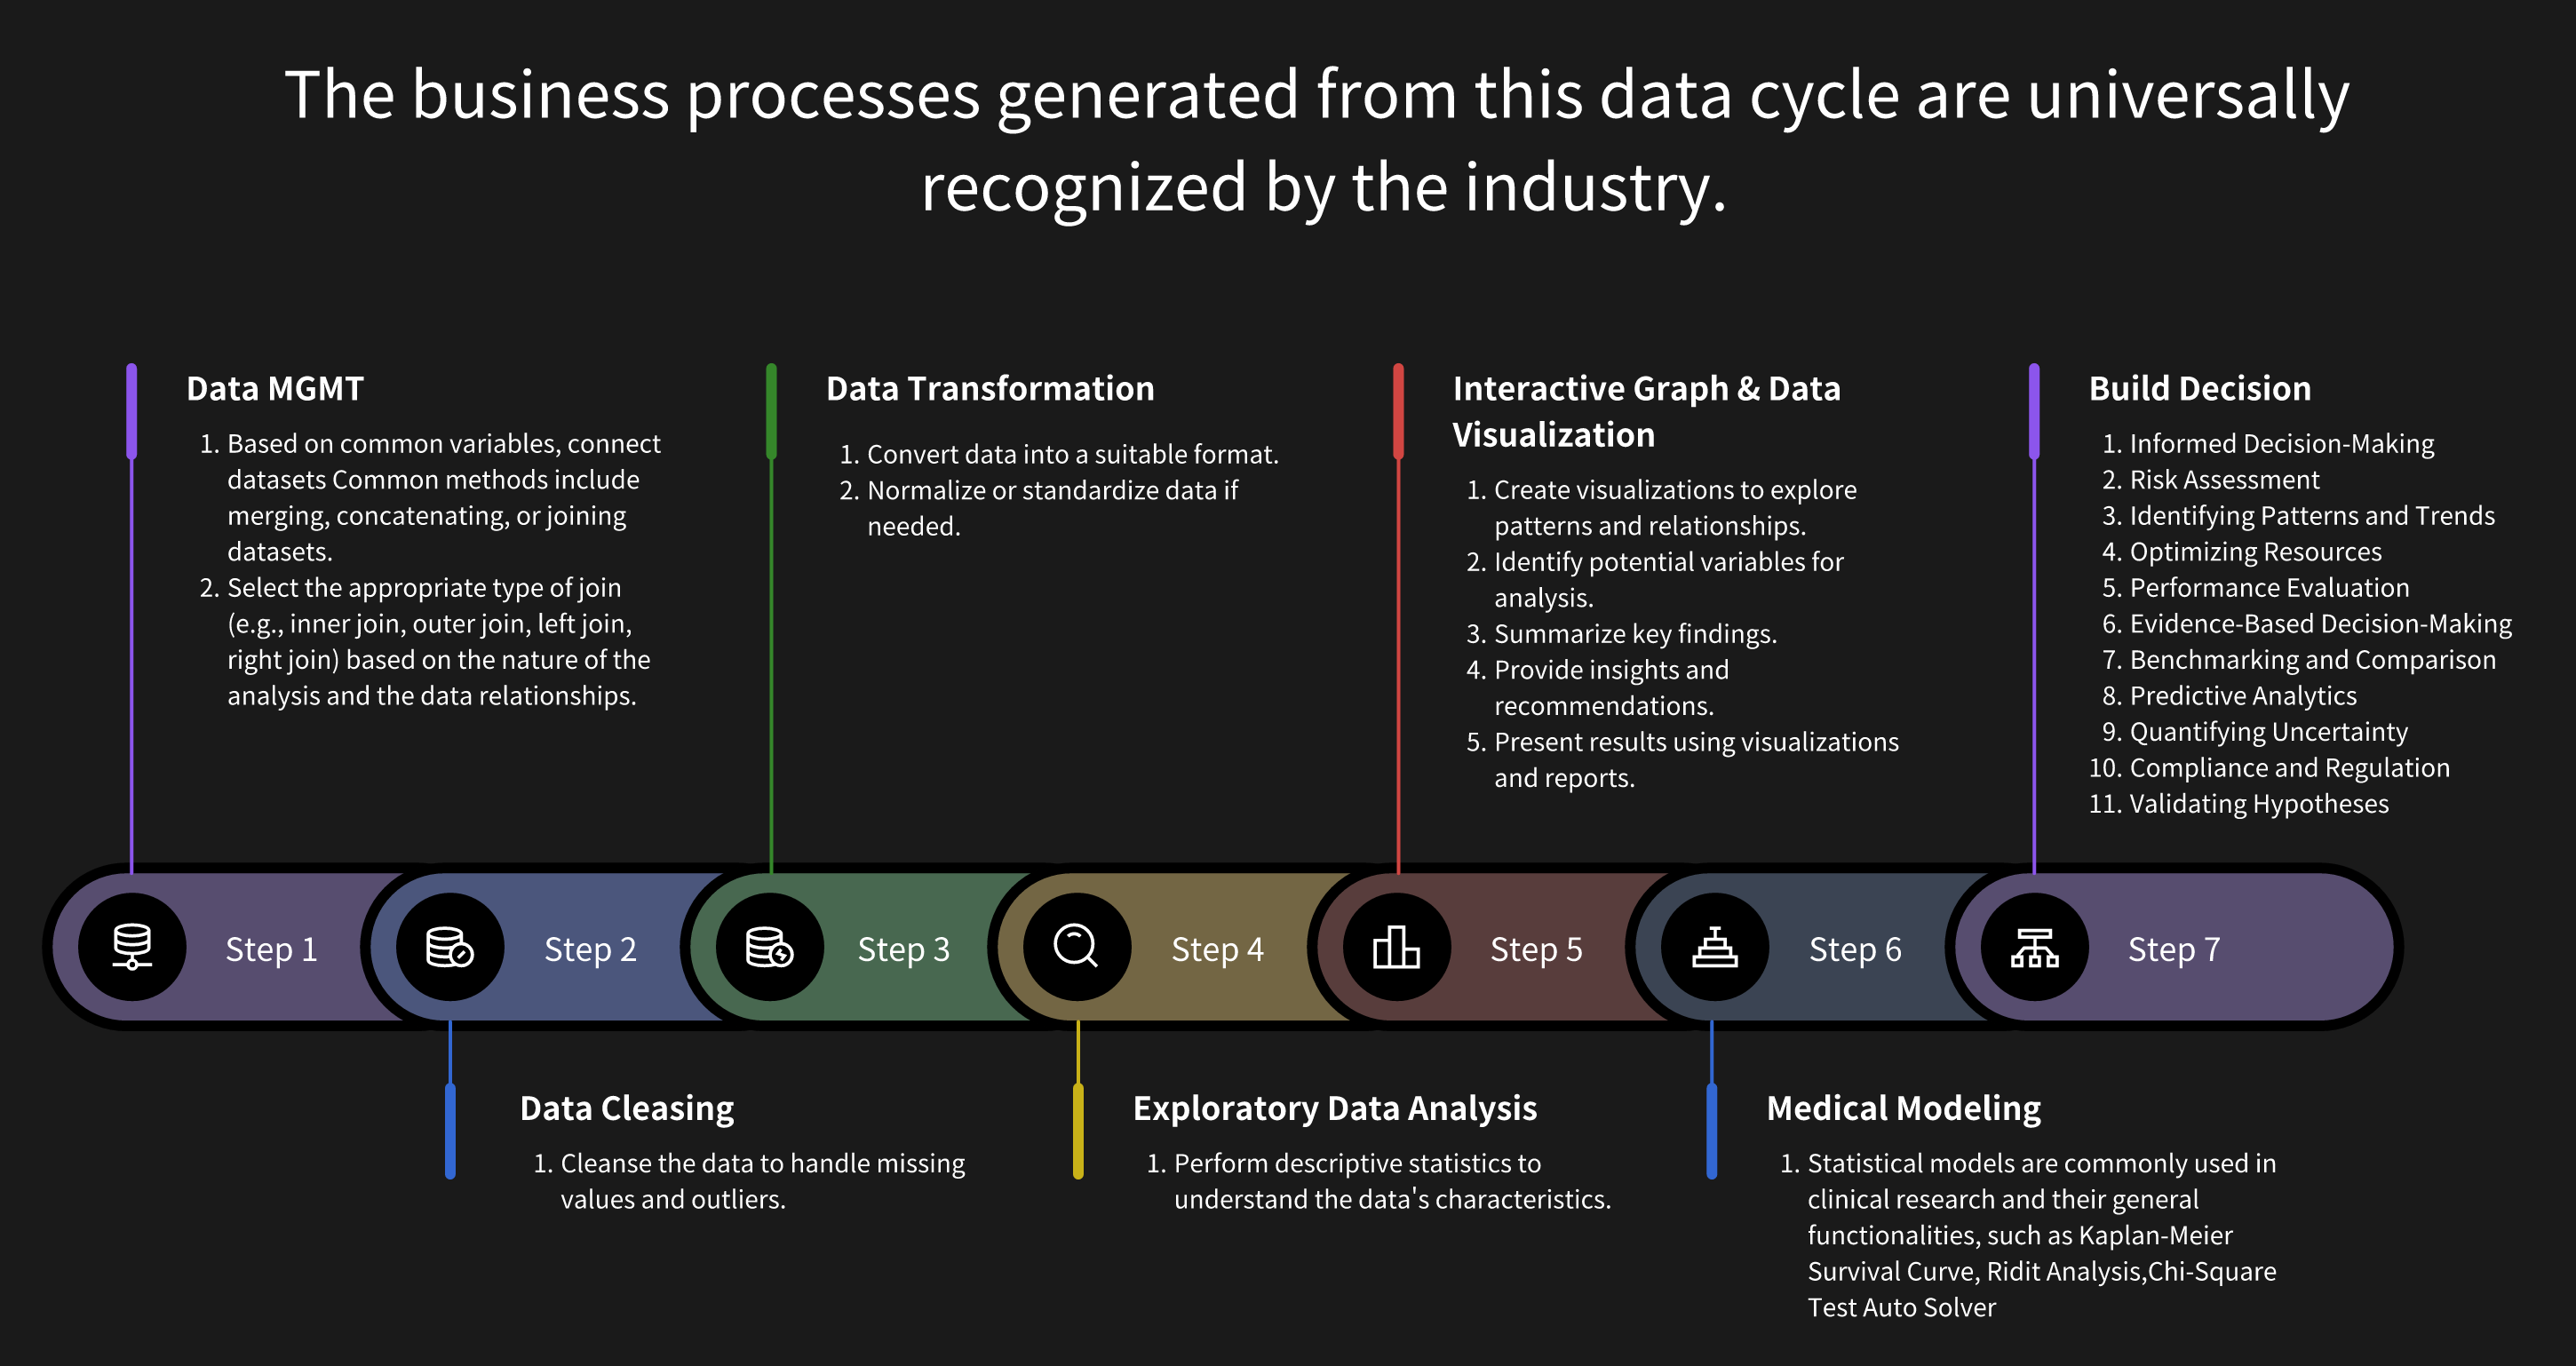 The business processes generated from this data cycle are universally
recognized by the industry.
Data MGMT
1. Based on common variables, connect
datasets Common methods include
merging, concatenating, or joining
datasets.
2. Select the appropriate type of join
(e.g., inner join, outer join, left join,
right join) based on the nature of the
analysis and the data relationships.
Data Transformation
1. Convert data into a suitable format.
2. Normalize or standardize data if
needed.
Interactive Graph & Data
Visualization
1. Create visualizations to explore
patterns and relationships.
2. Identify potential variables for
analysis.
3. Summarize key findings.
4. Provide insights and
recommendations.
5. Present results using visualizations
and reports.
Build Decision
1. Informed Decision-Making
2. Risk Assessment
3. Identifying Patterns and Trends
4. Optimizing Resources
5. Performance Evaluation
6. Evidence-Based Decision-Making
7. Benchmarking and Comparison
8. Predictive Analytics
9. Quantifying Uncertainty
10. Compliance and Regulation
11. Validating Hypotheses
Step 1
Step 2
Step 3
Step 4
Step 5
Step 6
Step 7
Data Cleasing
1. Cleanse the data to handle missing
values and outliers.
Exploratory Data Analysis
1. Perform descriptive statistics to
understand the data's characteristics.
Medical Modeling
1. Statistical models are commonly used in
clinical research and their general
functionalities, such as Kaplan-Meier
Survival Curve, Ridit Analysis,Chi-Square
Test Auto Solver